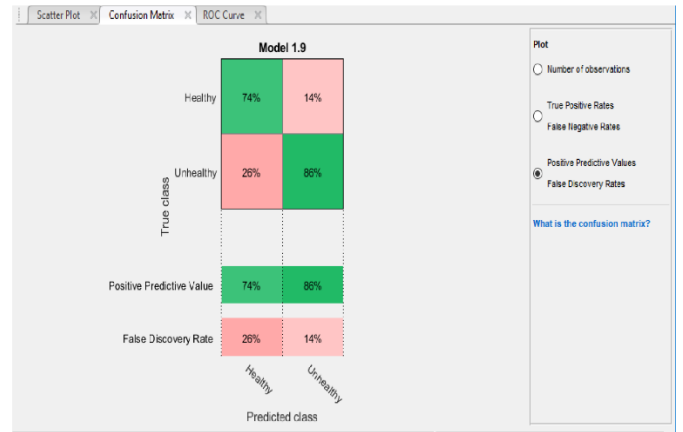 Scatter Plot
Confusion Matrix
ROC Curve
Model 1.9
Healthy
74%
14%
Unhealthy
26%
86%
True class
Positive Predictive Value
74%
86%
False Discovery Rate
26%
14%
Healthy
Unhealthy
Predicted class
Plot
Number of observations
True Positive Rates
False Negative Rates
Positive Predictive Values
False Discovery Rates
What is the confusion matrix?